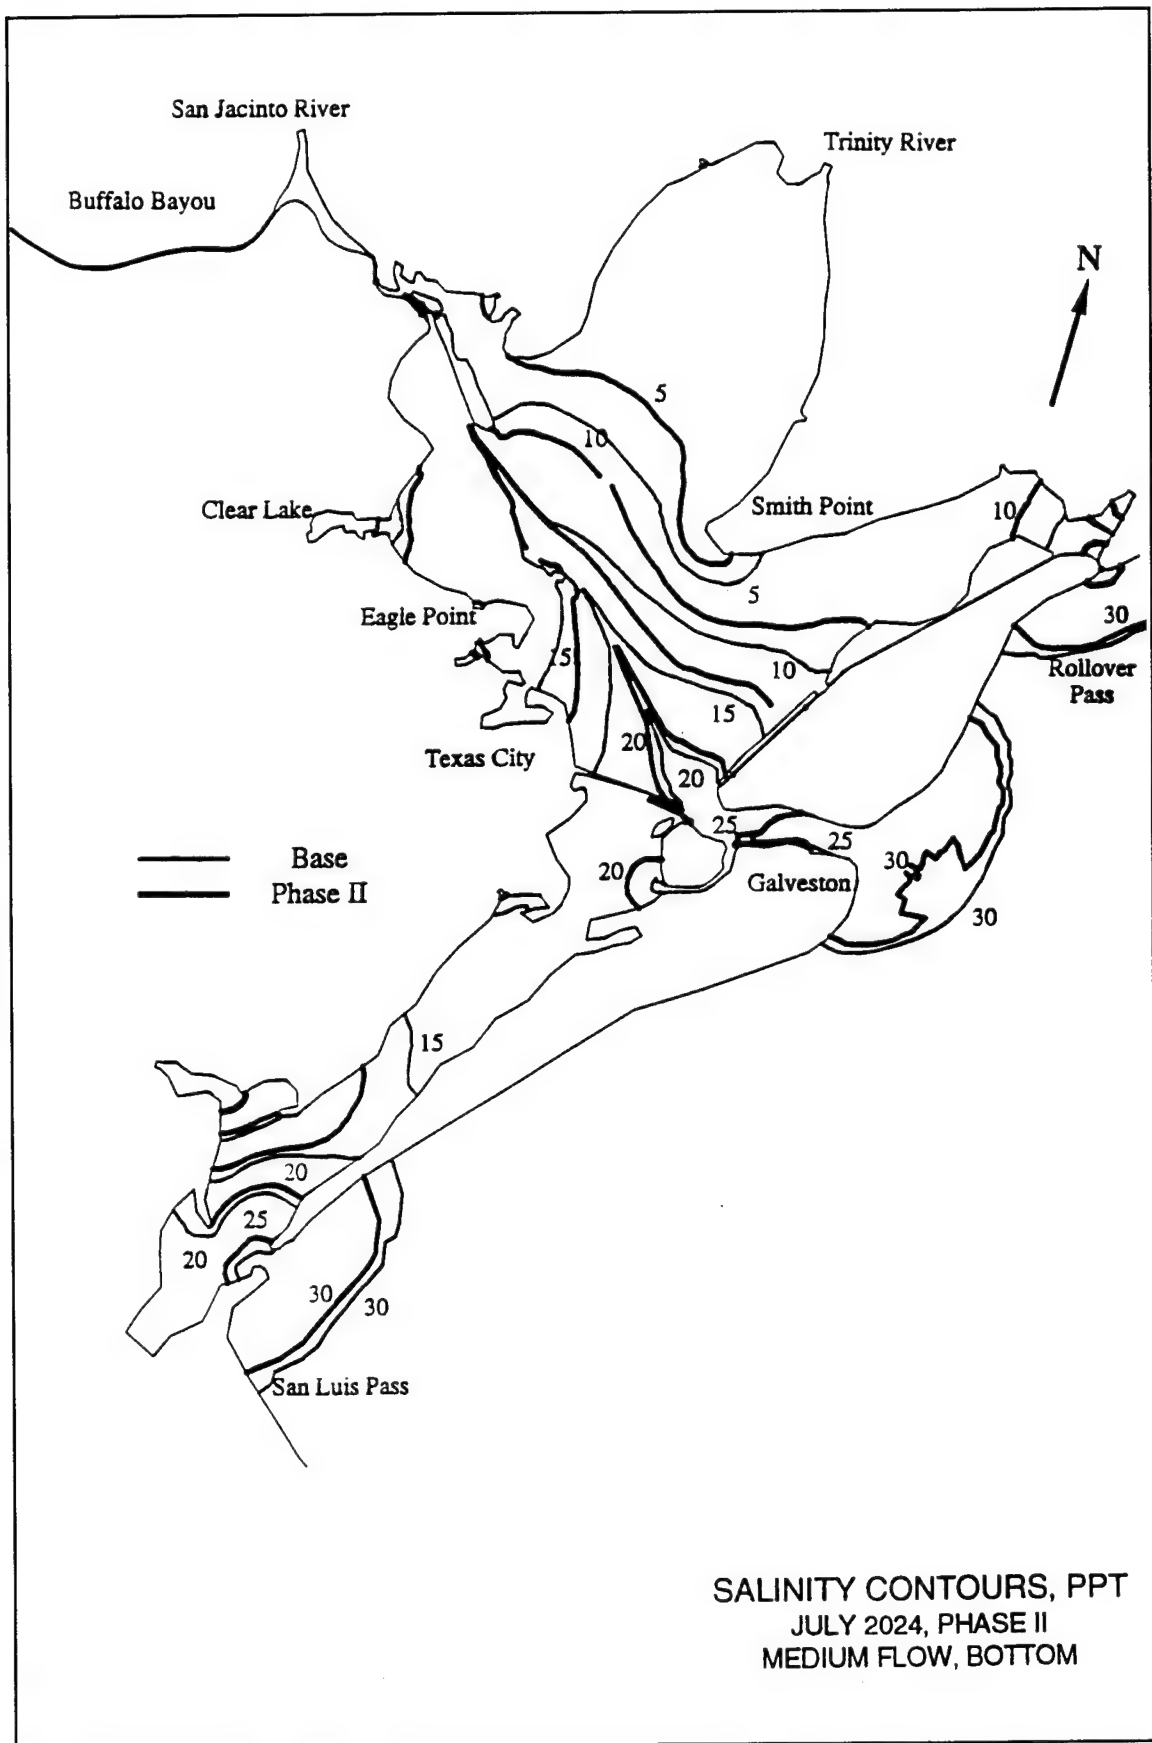 San Jacinto River
Trinity River
Buffalo Bayou
N
5
10
Clear Lake
Smith Point
10
5
Eagle Point
30
15
10
Rollover
Pass
15
20
Texas City
20
25
25
Base
20
30
Phase II
Galveston
30
15
20
25
20
30
30
San Luis Pass
SALINITY CONTOURS, PPT
JULY 2024, PHASE II
MEDIUM FLOW, BOTTOM